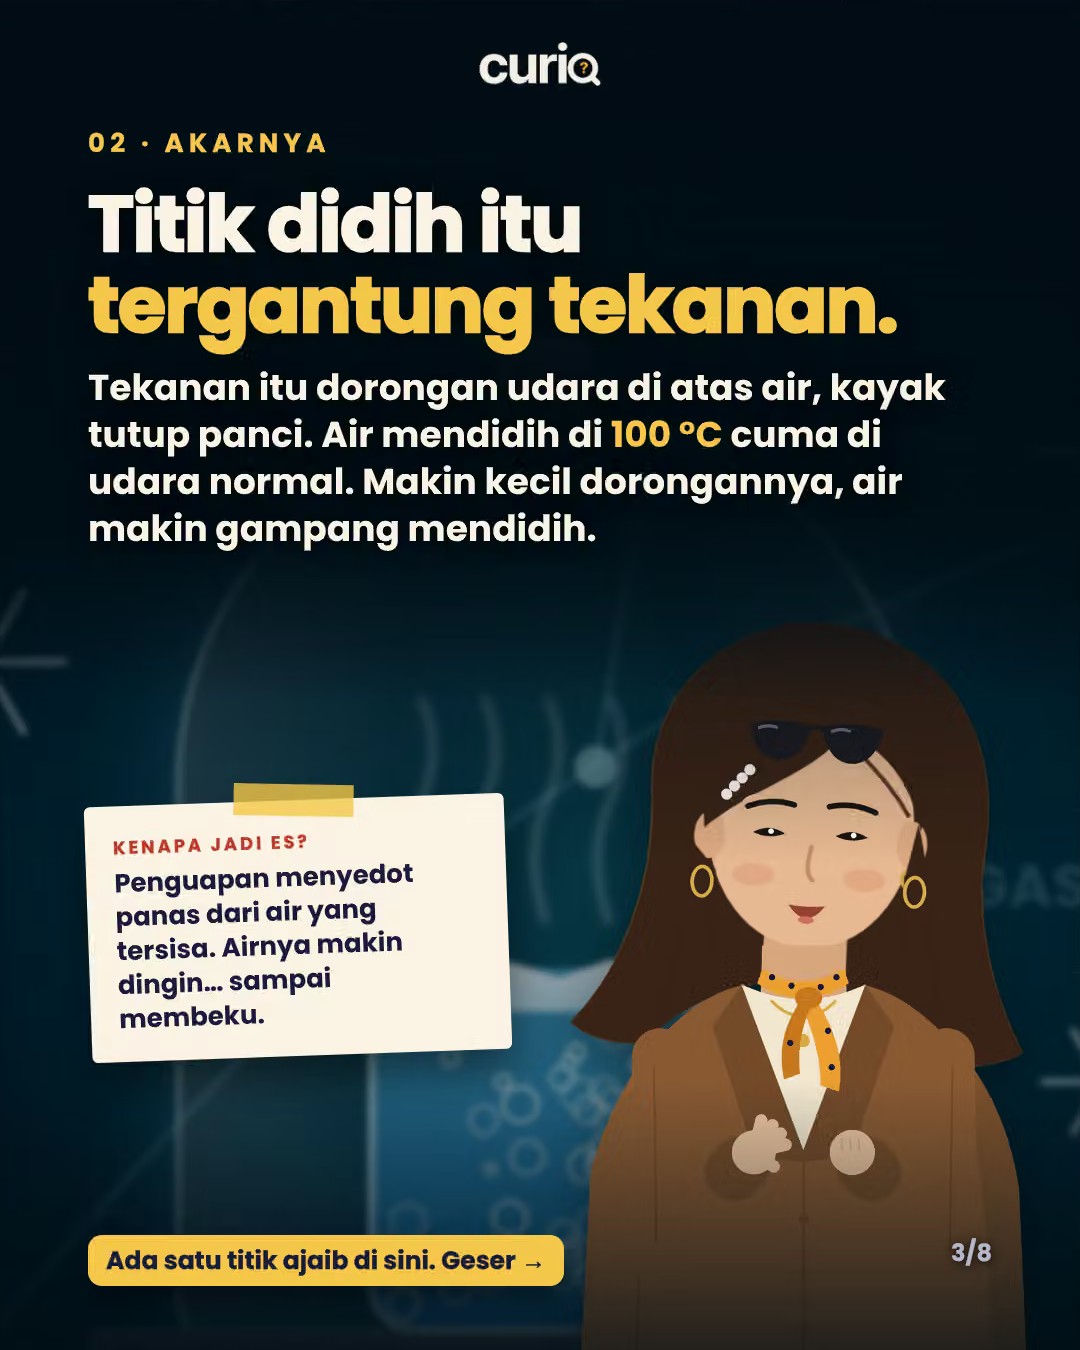 curio?
02 · AKARNYA
Titik didih itu
tergantung tekanan.
Tekanan itu dorongan udara di atas air, kayak
tutup panci. Air mendidih di 100 °C cuma di
udara normal. Makin kecil dorongannya, air
makin gampang mendidih.
KENAPA JADI ES?
Penguapan menyedot
panas dari air yang
tersisa. Airnya makin
dingin... sampai
membeku.
GAS
Ada satu titik ajaib di sini. Geser →
3/8